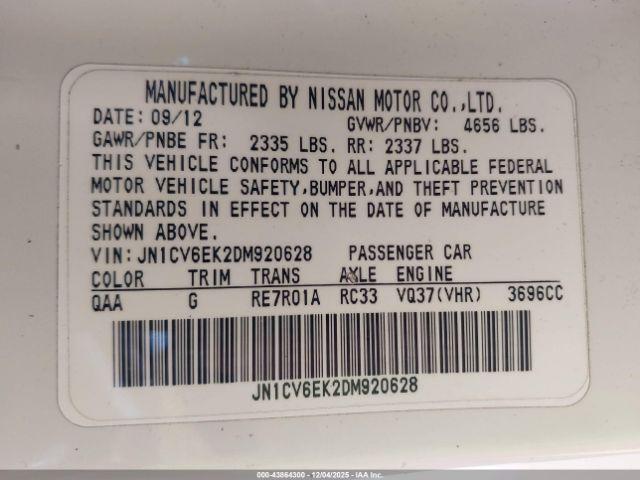 MANUFACTURED BY NISSAN MOTOR CO.,LTD.
DATE: 09/12 GVWR/PNBV: 4656 LBS.
GAWR/PNBE FR: 2335 LBS. RR: 2337 LBS.
THIS VEHICLE CONFORMS TO ALL APPLICABLE FEDERAL
MOTOR VEHICLE SAFETY,BUMPER,AND THEFT PREVENTION
STANDARDS IN EFFECT ON THE DATE OF MANUFACTURE
SHOWN ABOVE.
VIN: JN1CV6EK2DM920628 PASSENGER CAR
COLOR TRIM TRANS AXLE ENGINE
QAA G RE7R01A RC33 VQ37(VHR) 3696CC
JN1CV6EK2DM920628
000-43864300 - 12/04/2025 - IAA Inc.